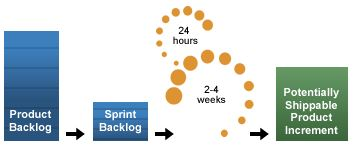 24
hours
2-4
weeks
Product
Backlog
Sprint
Backlog
Potentially
Shippable
Product
Increment